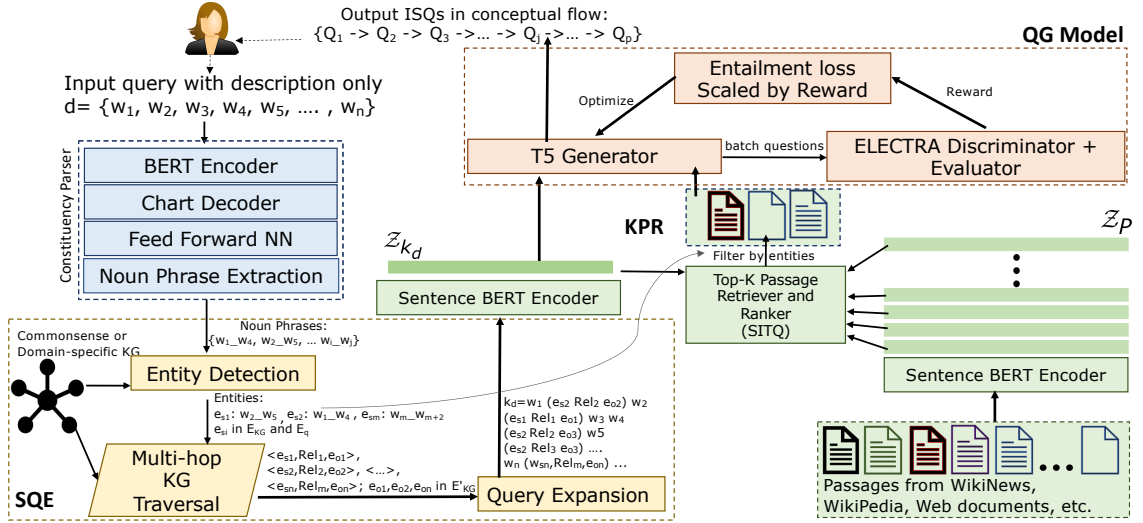 Output ISQs in conceptual flow:
{Q1 -> Q2 -> Q3 ->... -> Qj ->... -> Qp}
QG Model
Input query with description only
d= {w1, w2, w3, w4, w5, .... , wn}
Entailment loss
Scaled by Reward
Optimize
Reward
T5 Generator
batch questions
ELECTRA Discriminator +
Evaluator
Constituency Parser
BERT Encoder
Chart Decoder
Feed Forward NN
Noun Phrase Extraction
KPR
Filter by entities
Z_kd
Z_P
Sentence BERT Encoder
Top-K Passage
Retriever and
Ranker
(SITQ)
Sentence BERT Encoder
Noun Phrases:
{w1_w4, w2_w5, ... wi_wj}
Commonsense or
Domain-specific KG
Entity Detection
Entities:
es1: w2_w5, es2: w1_w4 , esm: wm_wm+2
esi in EKG and Eq
Multi-hop
KG
Traversal
<es1,Rel1,eo1>,
<es2,Rel2,eo2>, <...>,
<esn,Relm,eon>; eo1,eo2,eon in E'KG
kd=w1 (es2 Rel2 eo2) w2
(es1 Rel1 eo1) w3 w4
(es2 Rel2 eo3) w5
(es2 Rel3 eo3) ....
wn (wsn,Relm,eon) ...
Query Expansion
SQE
Passages from WikiNews,
WikiPedia, Web documents, etc.